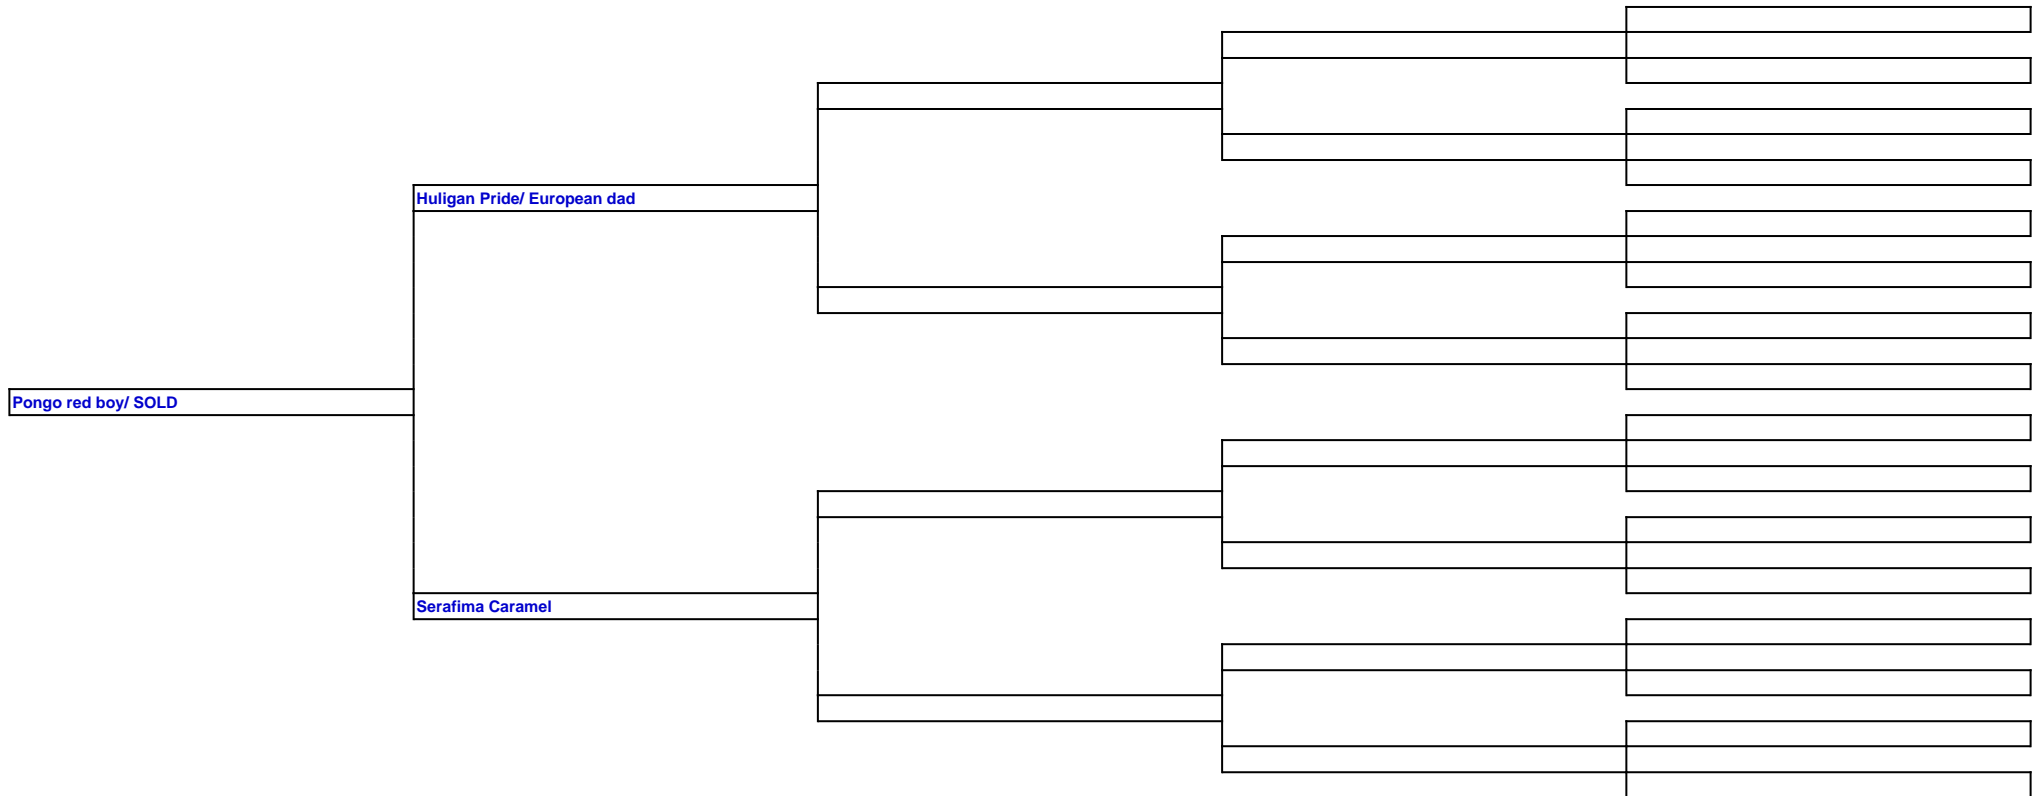 Huligan Pride/ European dad
Pongo red boy/ SOLD
Serafima Caramel